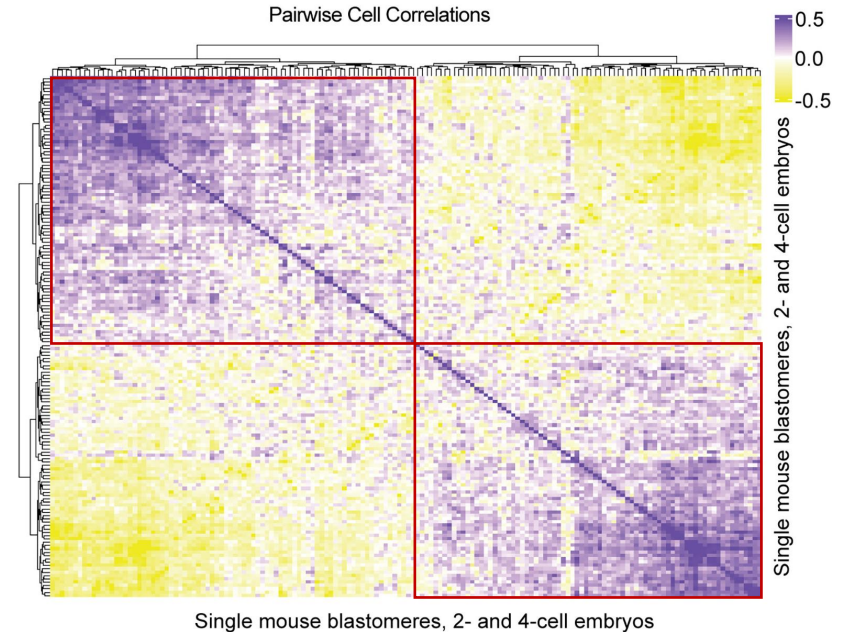 Pairwise Cell Correlations
0.5
0.0
-0.5
Single mouse blastomeres, 2- and 4-cell embryos
Single mouse blastomeres, 2- and 4-cell embryos